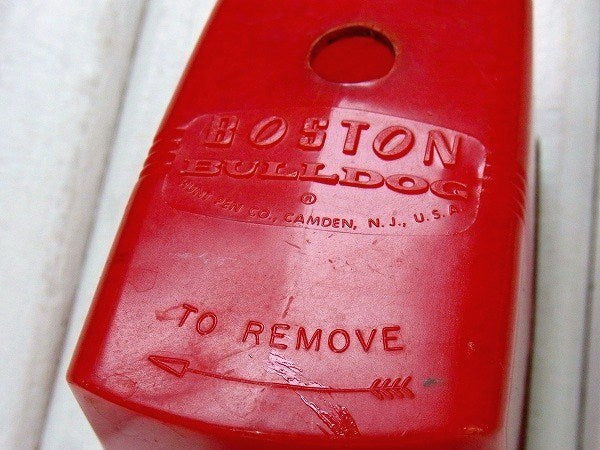 BOSTON
BULLDOG
®
HUNT PEN CO., CAMDEN, N. J., U. S. A.
TO REMOVE